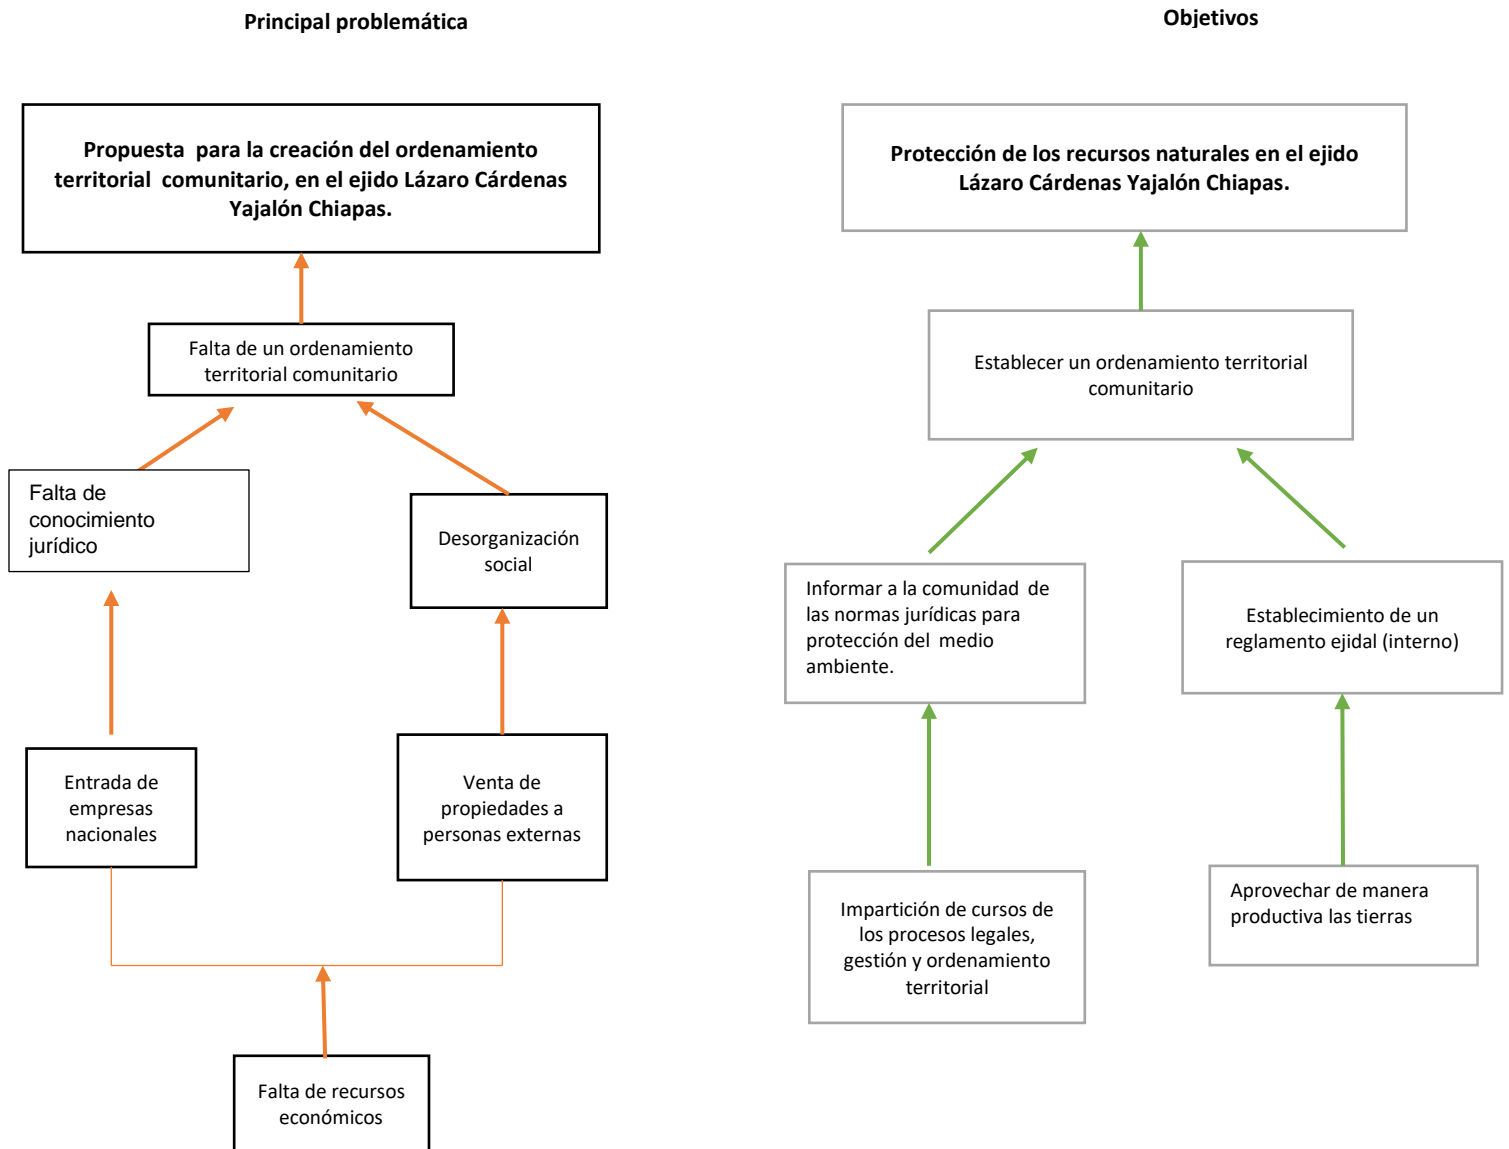 Principal problemática
Propuesta para la creación del ordenamiento
territorial comunitario, en el ejido Lázaro Cárdenas
Yajalón Chiapas.
Falta de un ordenamiento
territorial comunitario
Falta de
conocimiento
jurídico
Desorganización
social
Entrada de
empresas
nacionales
Venta de
propiedades a
personas externas
Falta de recursos
económicos
Objetivos
Protección de los recursos naturales en el ejido
Lázaro Cárdenas Yajalón Chiapas.
Establecer un ordenamiento territorial
comunitario
Informar a la comunidad de
las normas jurídicas para
protección del medio
ambiente.
Establecimiento de un
reglamento ejidal (interno)
Impartición de cursos de
los procesos legales,
gestión y ordenamiento
territorial
Aprovechar de manera
productiva las tierras